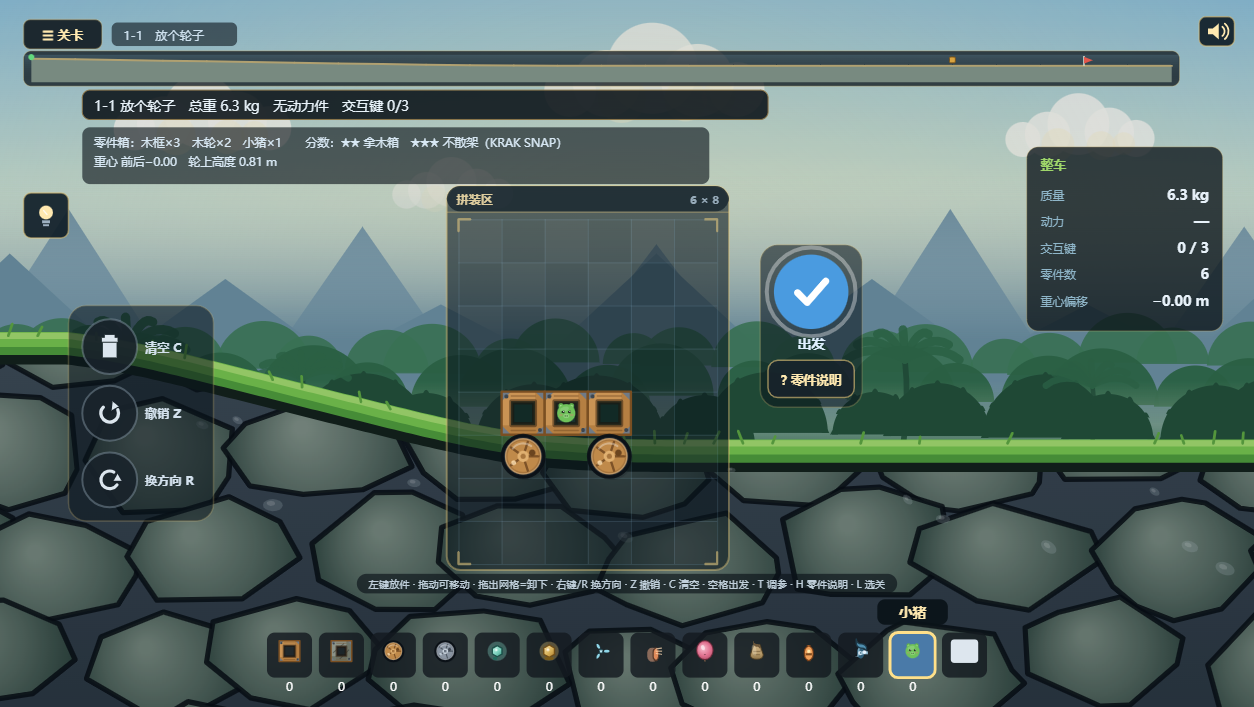 ☰ 关卡
1-1 放个轮子
1-1 放个轮子 总重 6.3 kg 无动力件 交互键 0/3
零件箱：木框×3 木轮×2 小猪×1 分数：★★ 拿木箱 ★★★ 不散架（KRAK SNAP）
重心 前后−0.00 轮上高度 0.81 m
拼装区 6 × 8
整车
质量 6.3 kg
动力 —
交互键 0 / 3
零件数 6
重心偏移 −0.00 m
出发
? 零件说明
清空 C
撤销 Z
换方向 R
左键放件 · 拖动可移动 · 拖出网格=卸下 · 右键/R 换方向 · Z 撤销 · C 清空 · 空格出发 · T 调参 · H 零件说明 · L 选关
小猪
0 0 0 0 0 0 0 0 0 0 0 0 0